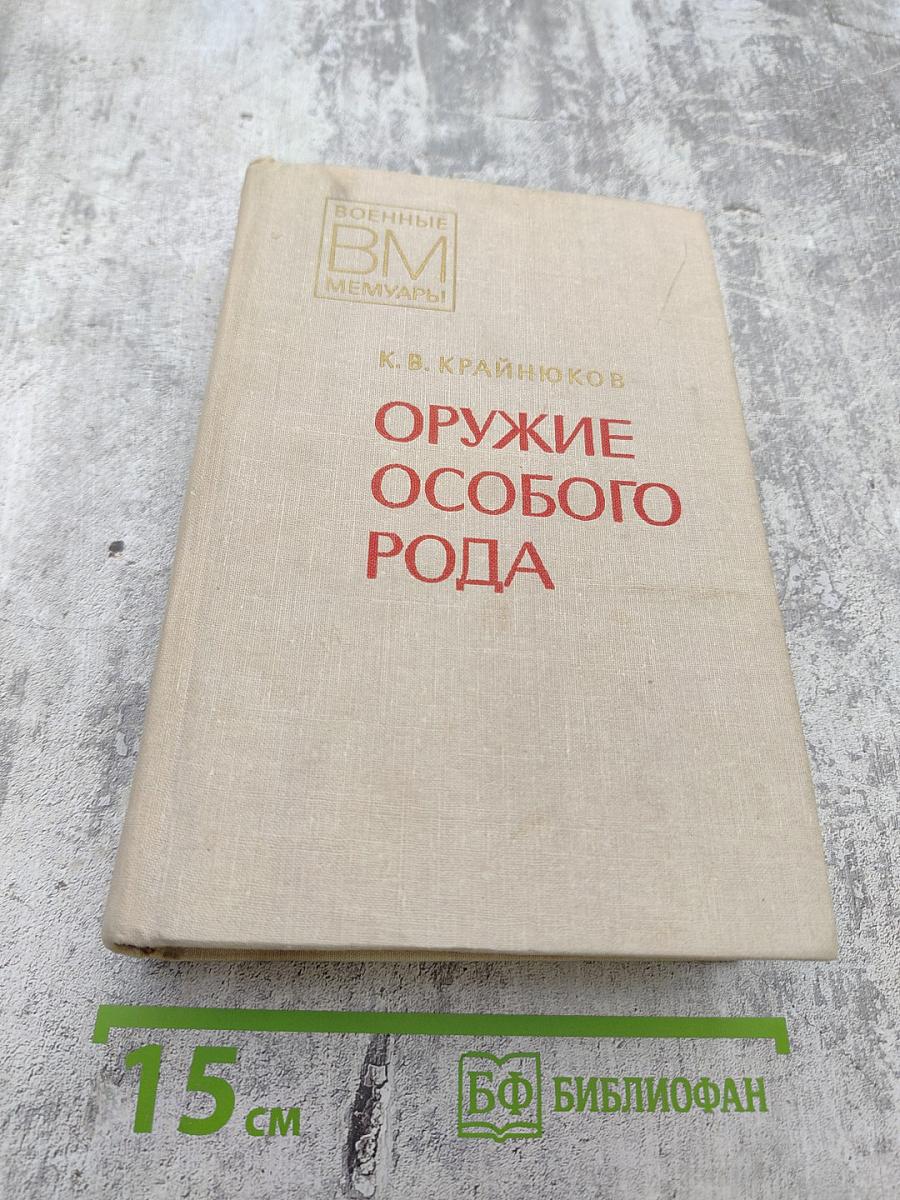 ВОЕННЫЕ
ВМ
МЕМУАРЫ
К. В. КРАЙНЮКОВ
ОРУЖИЕ
ОСОБОГО
РОДА
15 см
БФ БИБЛИОФАН